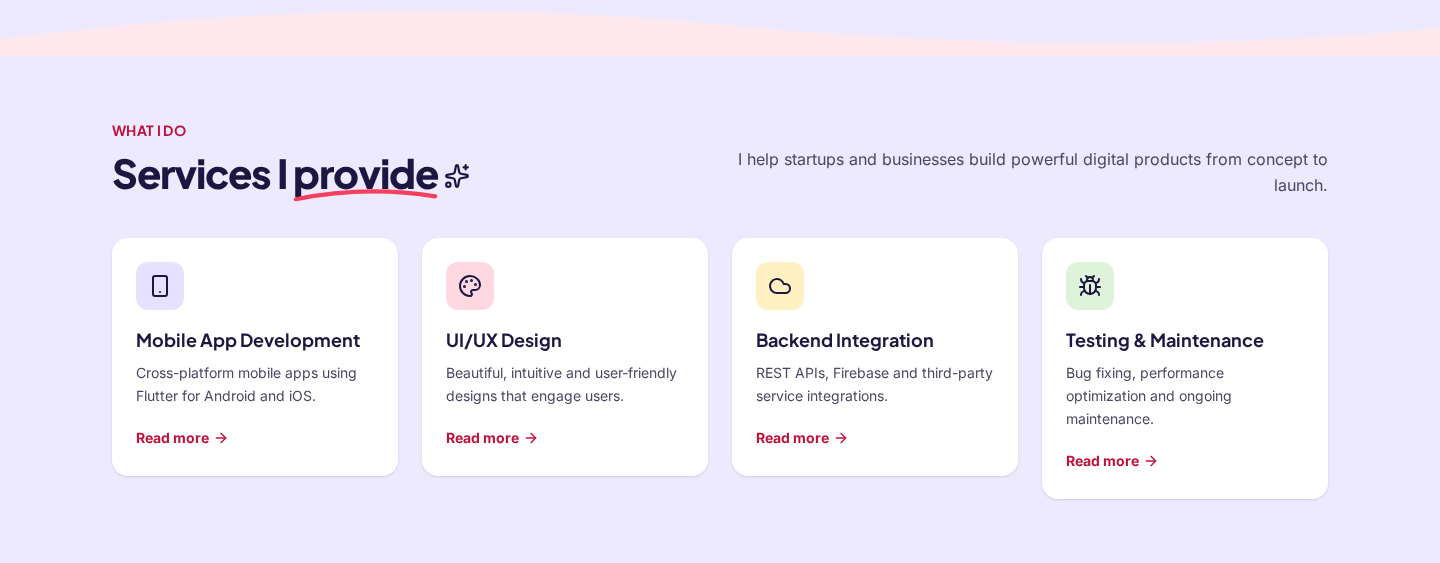 WHAT I DO
Services I provide
I help startups and businesses build powerful digital products from concept to
launch.
Mobile App Development
Cross-platform mobile apps using
Flutter for Android and iOS.
Read more
UI/UX Design
Beautiful, intuitive and user-friendly
designs that engage users.
Read more
Backend Integration
REST APIs, Firebase and third-party
service integrations.
Read more
Testing & Maintenance
Bug fixing, performance
optimization and ongoing
maintenance.
Read more